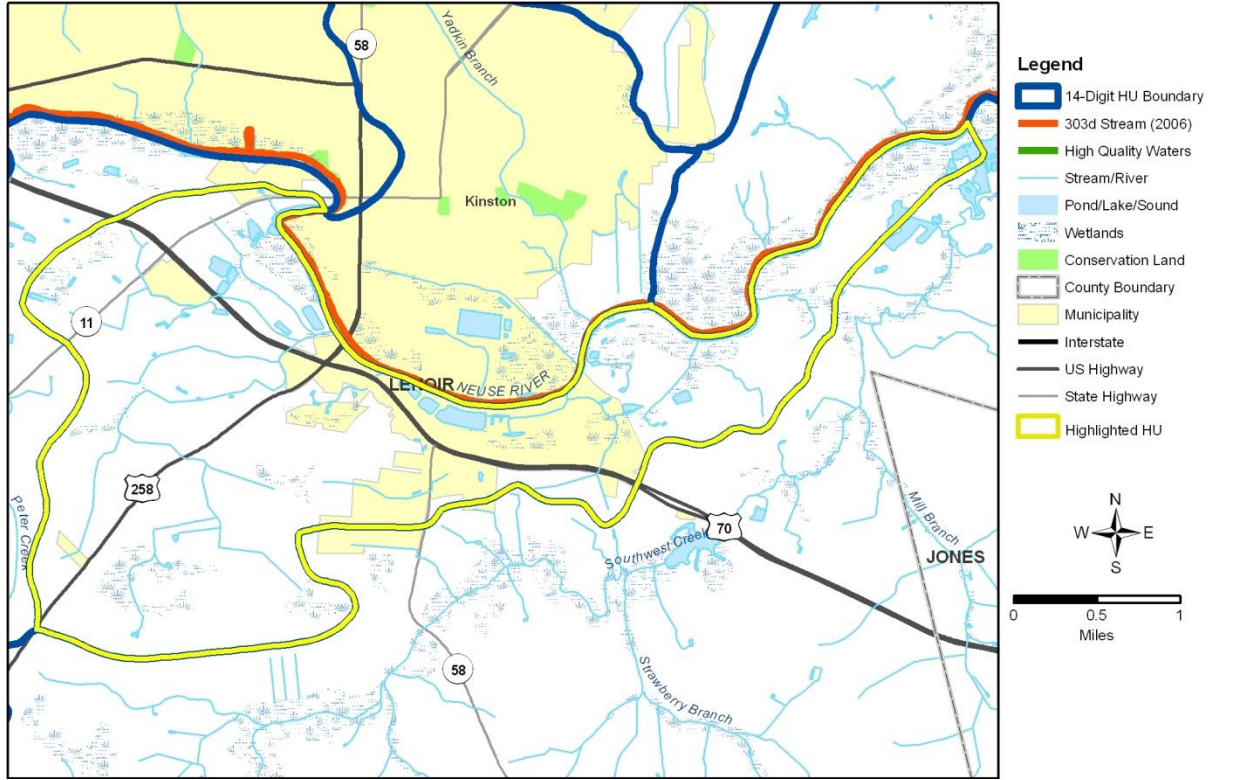 58
Yadkin Branch
Kinston
11
LENOIR
NEUSE RIVER
258
Peter Creek
70
Southwest Creek
Mill Branch
JONES
58
Strawberry Branch
Legend
14-Digit HU Boundary
303d Stream (2006)
High Quality Waters
Stream/River
Pond/Lake/Sound
Wetlands
Conservation Land
County Boundary
Municipality
Interstate
US Highway
State Highway
Highlighted HU
N
W E
S
0 0.5 1
Miles